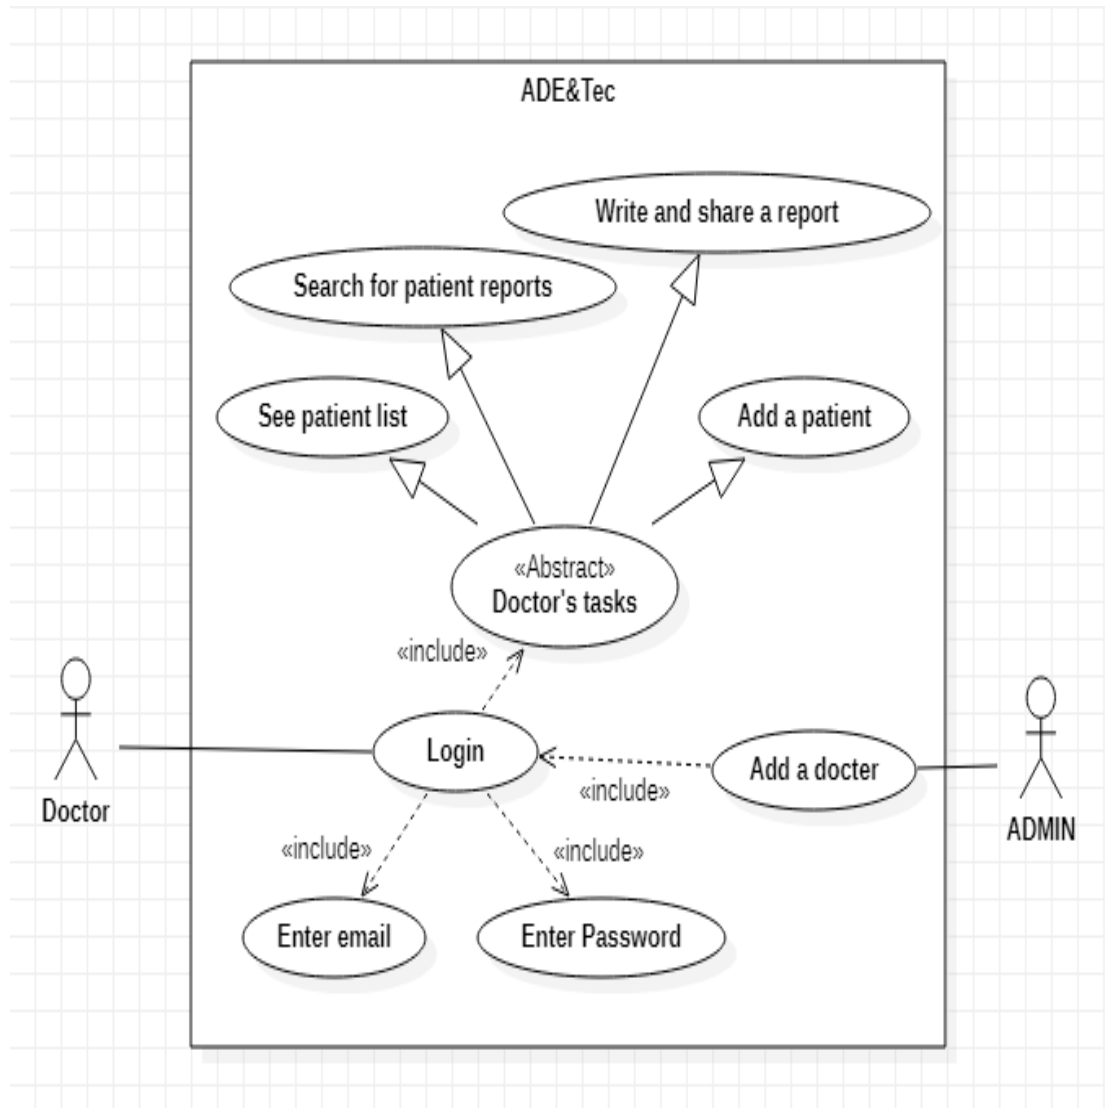 ADE&Tec
Write and share a report
Search for patient reports
See patient list
Add a patient
«Abstract»
Doctor's tasks
«include»
Login
Add a docter
«include»
Doctor
ADMIN
«include»
«include»
Enter email
Enter Password